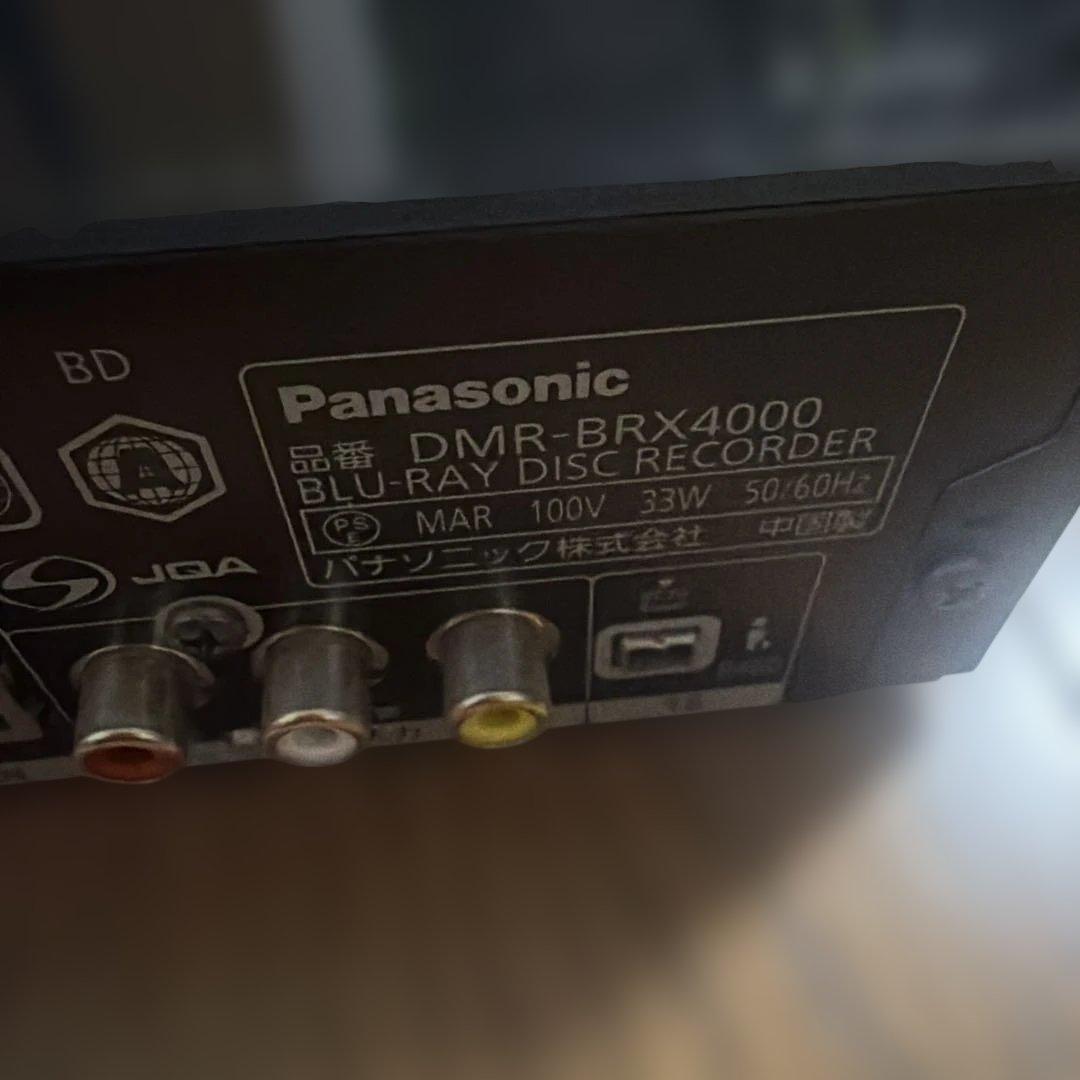 BD
Panasonic
品番 DMR-BRX4000
BLU-RAY DISC RECORDER
PS E MAR 100V 33W 50/60Hz
パナソニック株式会社 中国製
JQA
i.